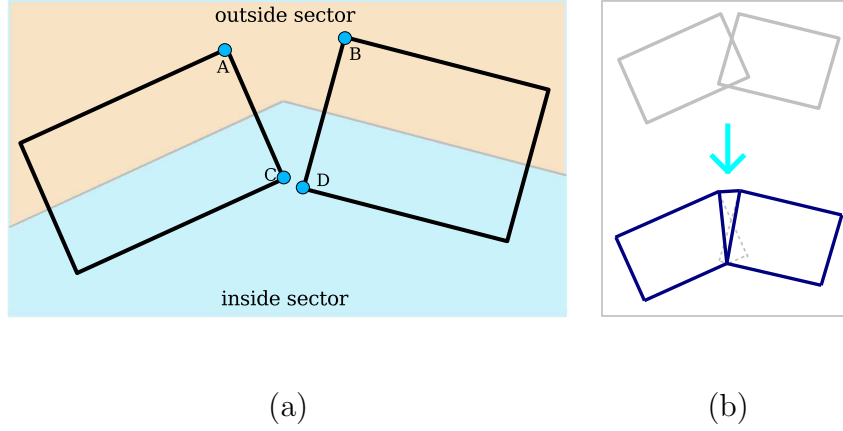 outside sector
A
B
C
D
inside sector
(a)
(b)